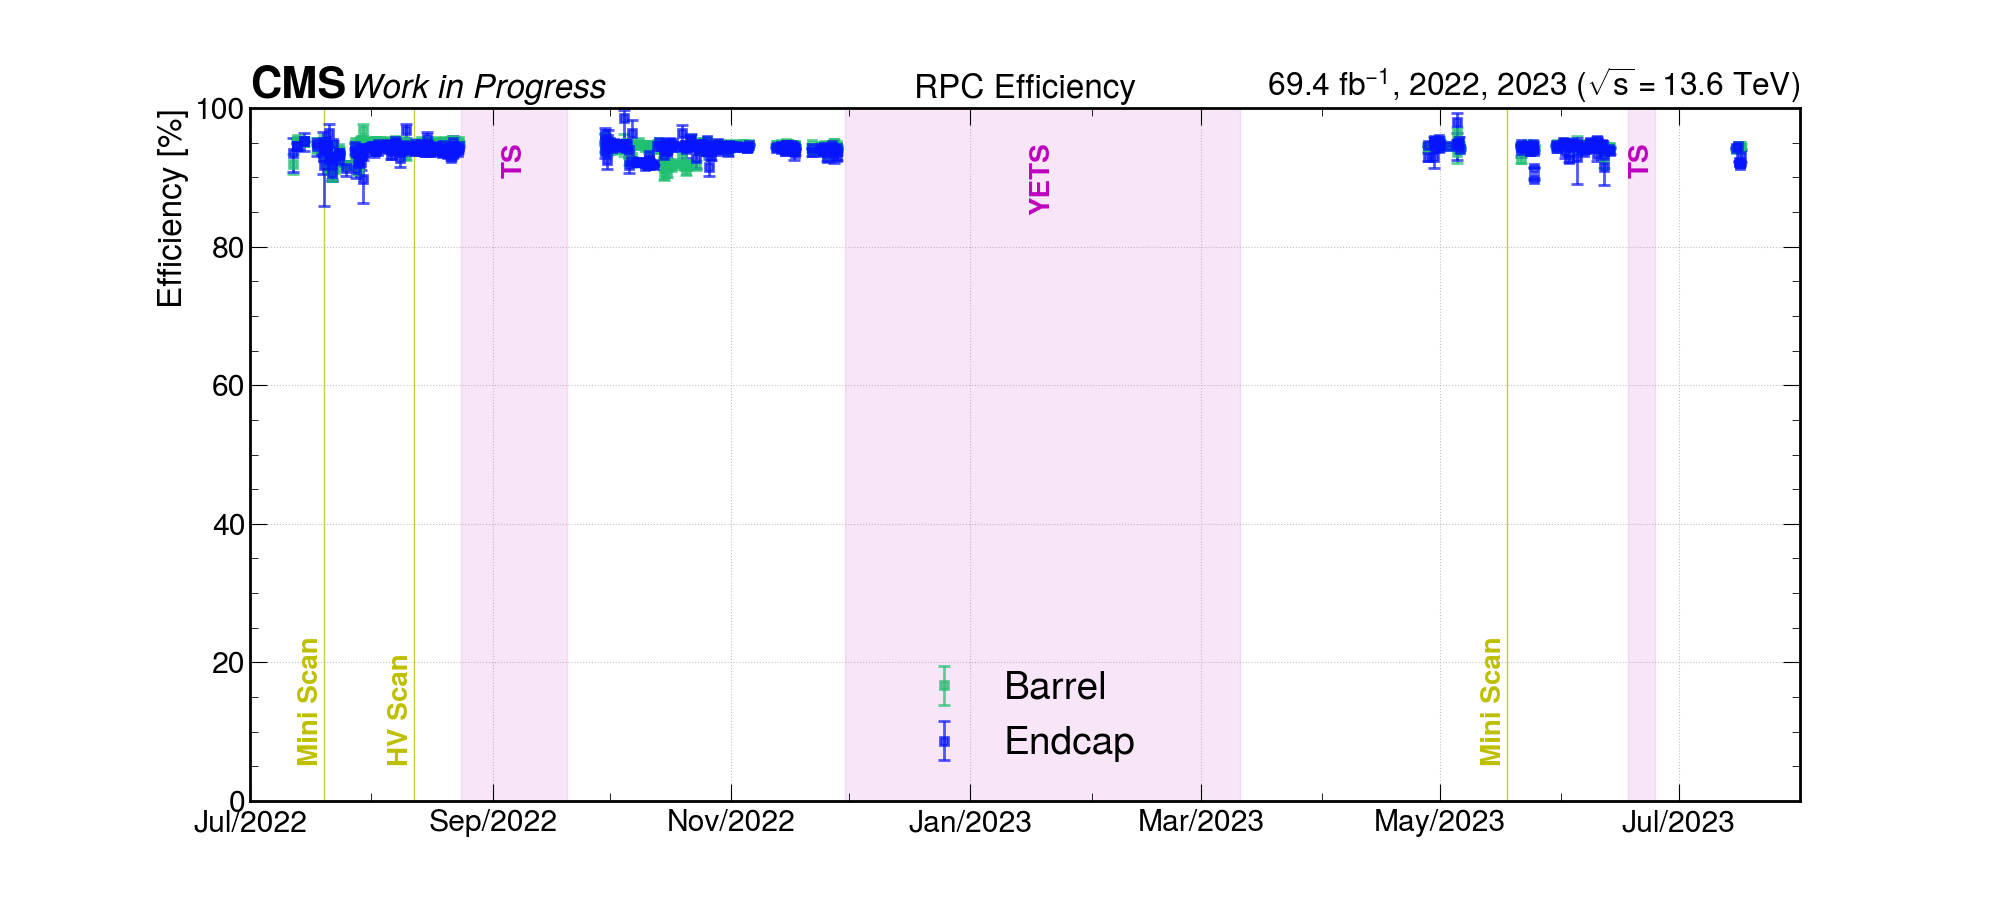 CMS Work in Progress
RPC Efficiency
69.4 fb⁻¹, 2022, 2023 (√s = 13.6 TeV)
Efficiency [%]
100
80
60
40
20
0
TS
YETS
TS
Mini Scan
HV Scan
Mini Scan
Barrel
Endcap
Jul/2022 Sep/2022 Nov/2022 Jan/2023 Mar/2023 May/2023 Jul/2023